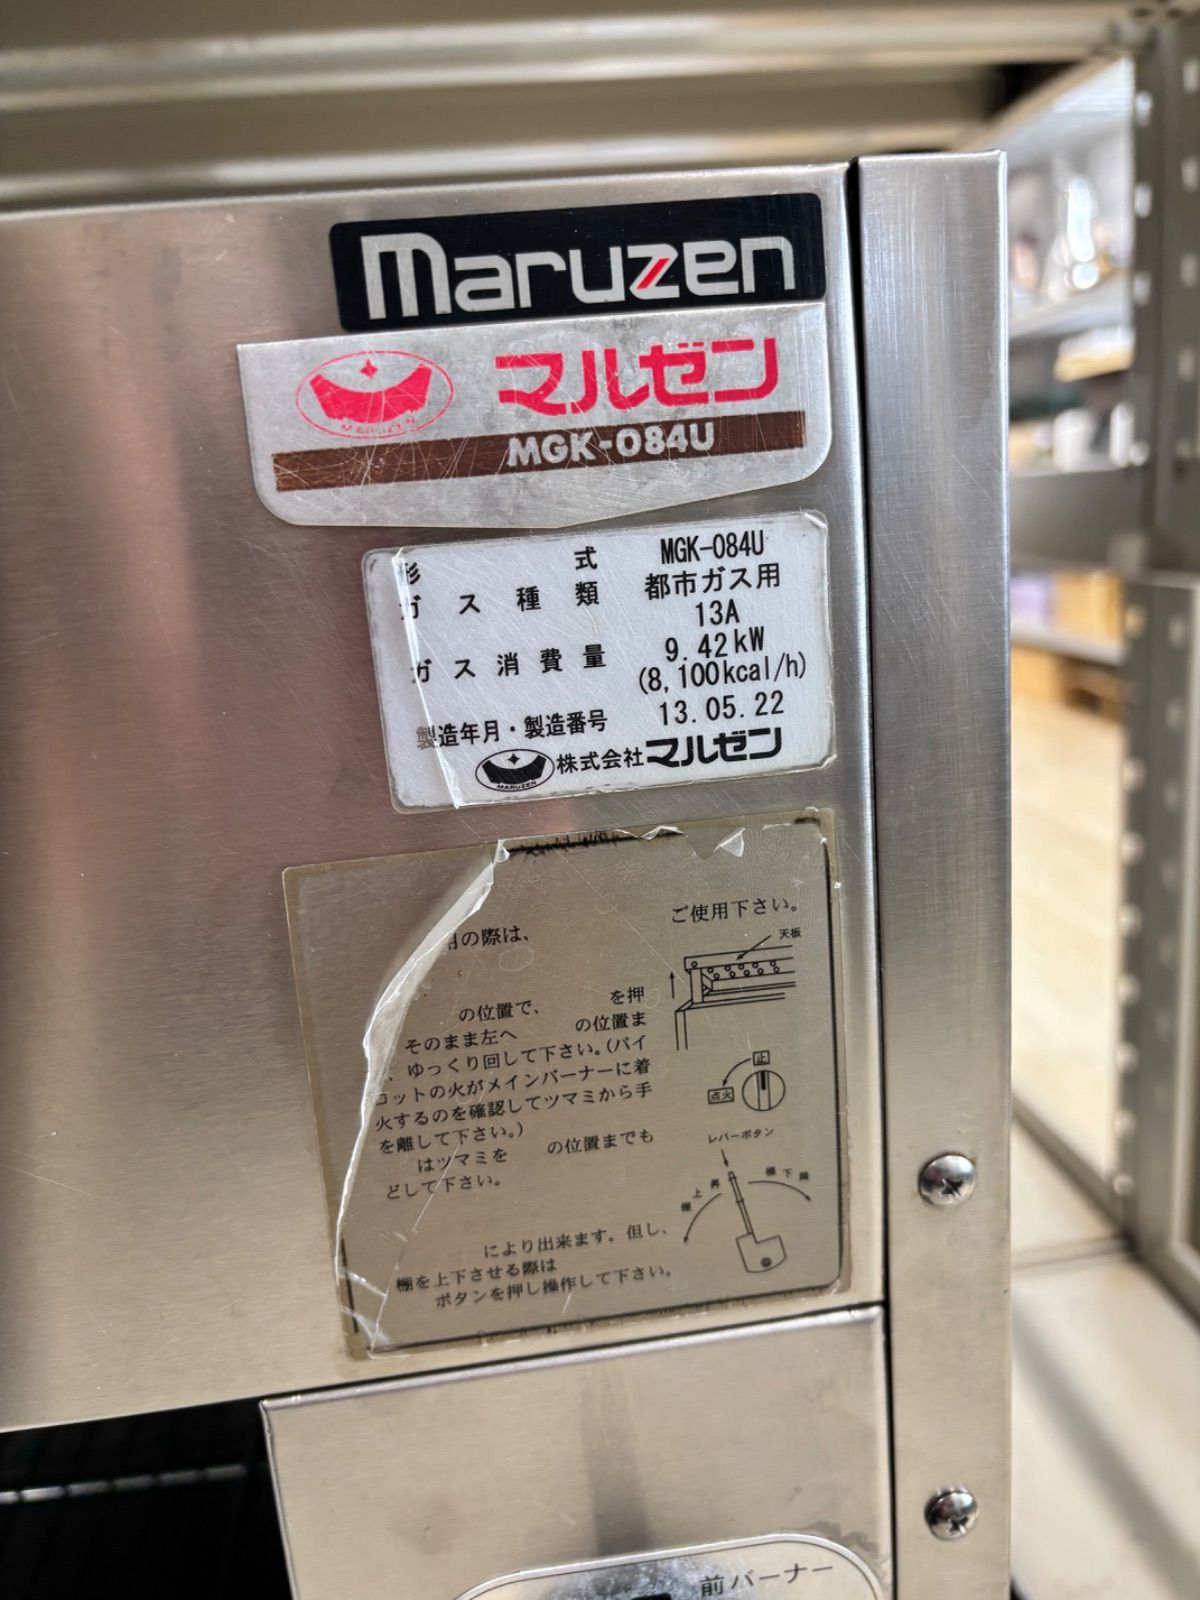 maruzen
マルゼン
MARUZEN
MGK-084U
形式 MGK-084U
ガス種類 都市ガス用
13A
ガス消費量 9.42kW
(8,100kcal/h)
製造年月・製造番号 13.05.22
MARUZEN 株式会社マルゼン
ご使用下さい。
用の際は、
天板
の位置で、 を押
そのまま左へ の位置ま
、ゆっくり回して下さい。(パイ
ロットの火がメインバーナーに着
火するのを確認してツマミから手
を離して下さい。)
はツマミを の位置までも
どして下さい。
止
点火
レバーボタン
棚上昇
棚下降
により出来ます。但し、
棚を上下させる際は
ボタンを押し操作して下さい。
前バーナー